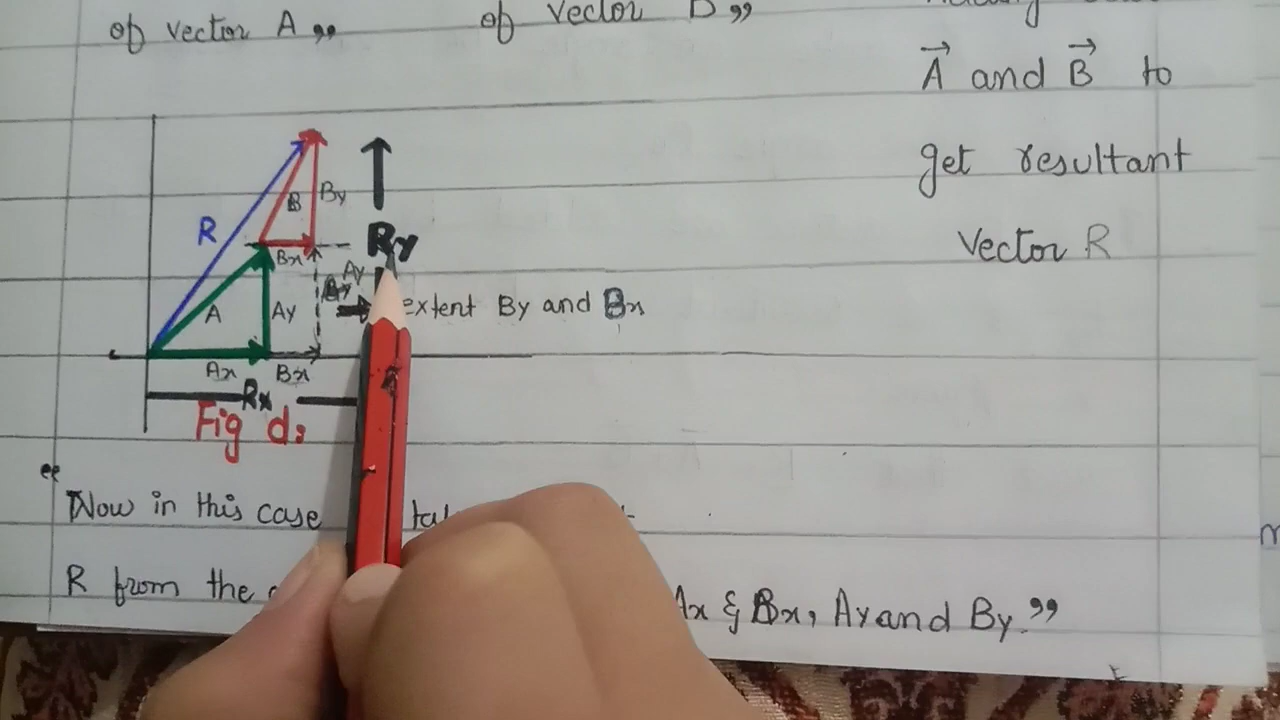 of vector A ,,
of vector B ,,
A and B to
get resultant
vector R
R
B
By
Ry
Bx
Ay
A
Ay
extent By and Bx
Ax
Bx
Rx
Fig d:
“Now in this case
R from the
Ax & Bx, Ay and By.”